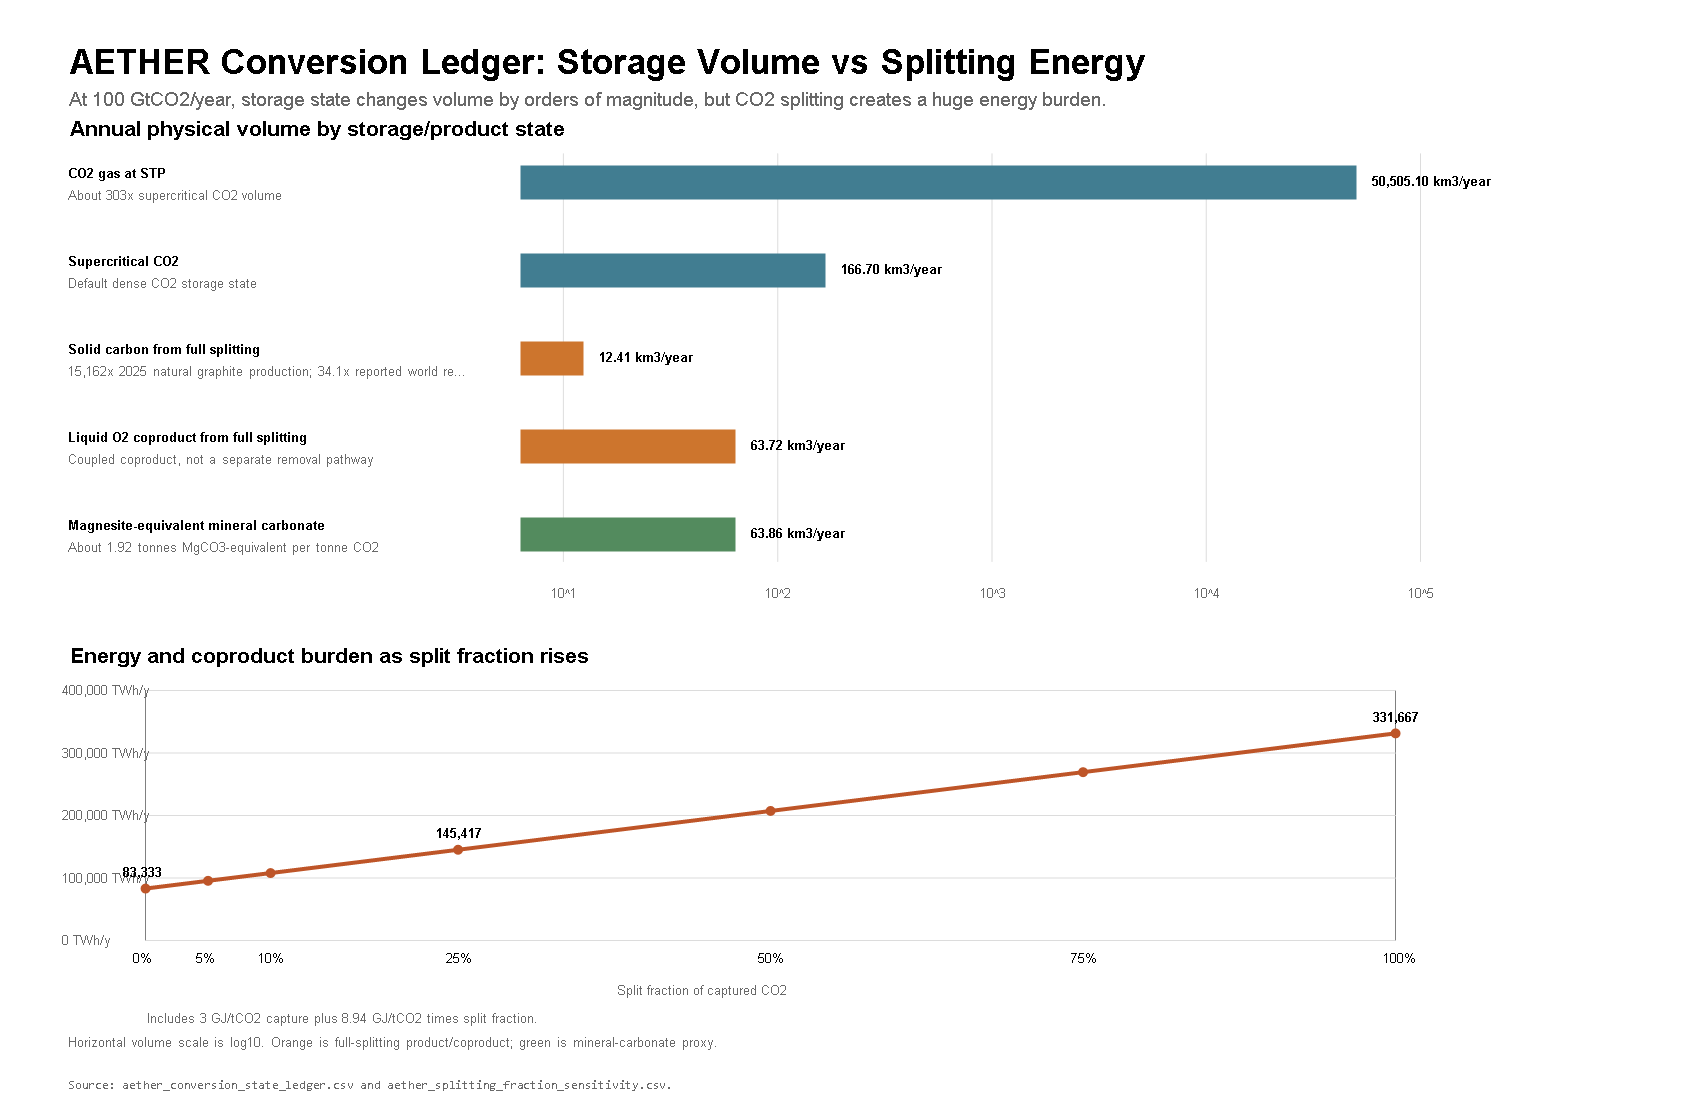 AETHER Conversion Ledger: Storage Volume vs Splitting Energy
At 100 GtCO2/year, storage state changes volume by orders of magnitude, but CO2 splitting creates a huge energy burden.
Annual physical volume by storage/product state
CO2 gas at STP
About 303x supercritical CO2 volume
50,505.10 km3/year
Supercritical CO2
Default dense CO2 storage state
166.70 km3/year
Solid carbon from full splitting
15,162x 2025 natural graphite production; 34.1x reported world re...
12.41 km3/year
Liquid O2 coproduct from full splitting
Coupled coproduct, not a separate removal pathway
63.72 km3/year
Magnesite-equivalent mineral carbonate
About 1.92 tonnes MgCO3-equivalent per tonne CO2
63.86 km3/year
10^1 10^2 10^3 10^4 10^5
Energy and coproduct burden as split fraction rises
400,000 TWh/y
331,667
300,000 TWh/y
200,000 TWh/y
145,417
83,333
100,000 TWh/y
0 TWh/y
0% 5% 10% 25% 50% 75% 100%
Split fraction of captured CO2
Includes 3 GJ/tCO2 capture plus 8.94 GJ/tCO2 times split fraction.
Horizontal volume scale is log10. Orange is full-splitting product/coproduct; green is mineral-carbonate proxy.
Source: aether_conversion_state_ledger.csv and aether_splitting_fraction_sensitivity.csv.